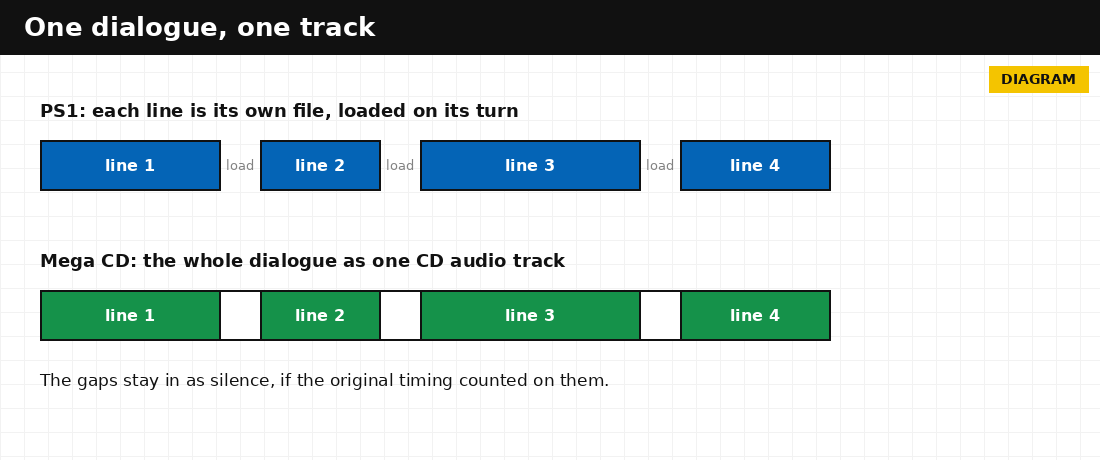 One dialogue, one track
DIAGRAM
PS1: each line is its own file, loaded on its turn
line 1 load line 2 load line 3 load line 4
Mega CD: the whole dialogue as one CD audio track
line 1 line 2 line 3 line 4
The gaps stay in as silence, if the original timing counted on them.